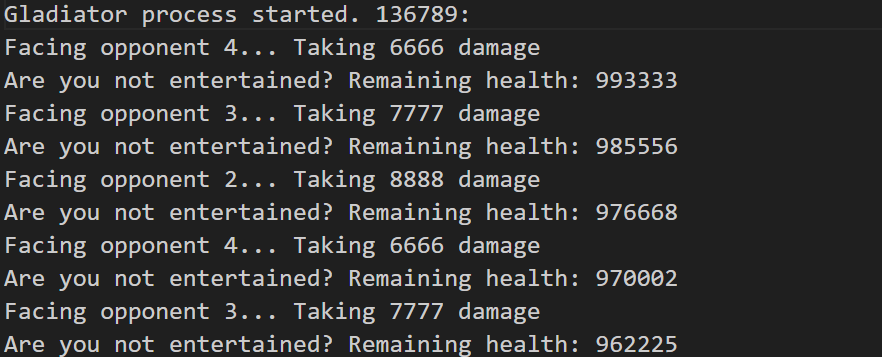 Gladiator process started. 136789:
Facing opponent 4... Taking 6666 damage
Are you not entertained? Remaining health: 993333
Facing opponent 3... Taking 7777 damage
Are you not entertained? Remaining health: 985556
Facing opponent 2... Taking 8888 damage
Are you not entertained? Remaining health: 976668
Facing opponent 4... Taking 6666 damage
Are you not entertained? Remaining health: 970002
Facing opponent 3... Taking 7777 damage
Are you not entertained? Remaining health: 962225